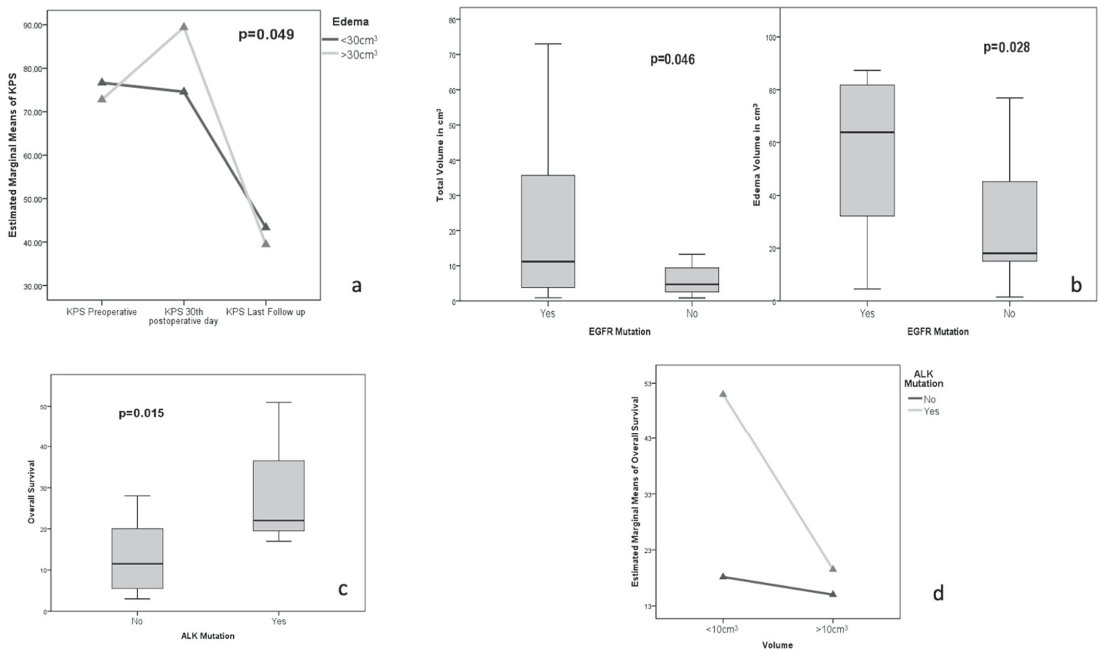 Estimated Marginal Means of KPS
90.00
80.00
70.00
60.00
50.00
40.00
30.00
p=0.049
Edema
<30cm³
>30cm³
KPS Preoperative
KPS 30th
postoperative day
KPS Last Follow up
a
Total Volume in cm³
80
70
60
50
40
30
20
10
0
p=0.046
Yes
No
EGFR Mutation
Edema Volume in cm³
100
80
60
40
20
0
p=0.028
Yes
No
EGFR Mutation
b
Overall Survival
50
40
30
20
10
0
p=0.015
No
Yes
ALK Mutation
c
Estimated Marginal Means of Overall Survival
53
43
33
23
13
ALK
Mutation
No
Yes
<10cm³
>10cm³
Volume
d